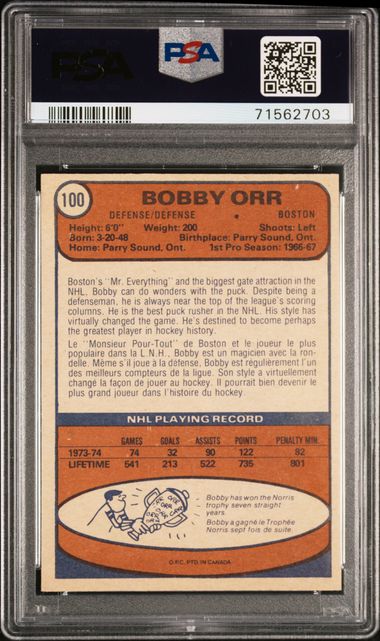 PSA
PSA
71562703
100
BOBBY ORR
DEFENSE/DEFENSE BOSTON
Height: 6'0" Weight: 200 Shoots: Left
Born: 3-20-48 Birthplace: Parry Sound, Ont.
Home: Parry Sound, Ont. 1st Pro Season: 1966-67
Boston's "Mr. Everything" and the biggest gate attraction in the
NHL. Bobby can do wonders with the puck. Despite being a
defenseman, he is always near the top of the league's scoring
columns. He is the best puck rusher in the NHL. His style has
virtually changed the game. He's destined to become perhaps
the greatest player in hockey history.
Le "Monsieur Pour-Tout" de Boston et le joueur le plus
populaire dans la L.N.H., Bobby est un magicien avec la ron-
delle. Même s'il joue à la défense, Bobby est régulièrement l'un
des meilleurs compteurs de la ligue. Son style a virtuellement
changé la façon de jouer au hockey. Il pourrait bien devenir le
plus grand joueur dans l'histoire du hockey.
NHL PLAYING RECORD
GAMES GOALS ASSISTS POINTS PENALTY MIN.
1973-74 74 32 90 122 82
LIFETIME 541 213 522 735 801
Bobby has won the Norris
trophy seven straight
years.
Bobby a gagné le Trophée
Norris sept fois de suite.
O.P.C. PTD. IN CANADA